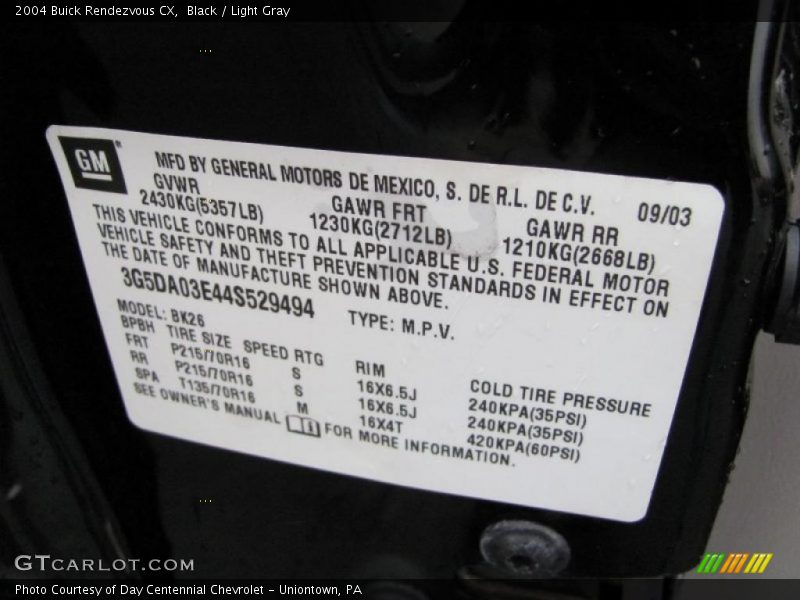 2004 Buick Rendezvous CX,  Black / Light Gray
GM
MFD BY GENERAL MOTORS DE MEXICO, S. DE R.L. DE C.V. 09/03
GVWR GAWR FRT GAWR RR
2430KG(5357LB) 1230KG(2712LB) 1210KG(2668LB)
THIS VEHICLE CONFORMS TO ALL APPLICABLE U.S. FEDERAL MOTOR
VEHICLE SAFETY AND THEFT PREVENTION STANDARDS IN EFFECT ON
THE DATE OF MANUFACTURE SHOWN ABOVE.
3G5DA03E44S529494 TYPE: M.P.V.
MODEL: BK26
BPBH TIRE SIZE SPEED RTG RIM COLD TIRE PRESSURE
FRT P215/70R16 S 16X6.5J 240KPA(35PSI)
RR P215/70R16 S 16X6.5J 240KPA(35PSI)
SPA T135/70R16 M 16X4T 420KPA(60PSI)
SEE OWNER'S MANUAL FOR MORE INFORMATION.
GTCARLOT.COM
Photo Courtesy of Day Centennial Chevrolet - Uniontown, PA